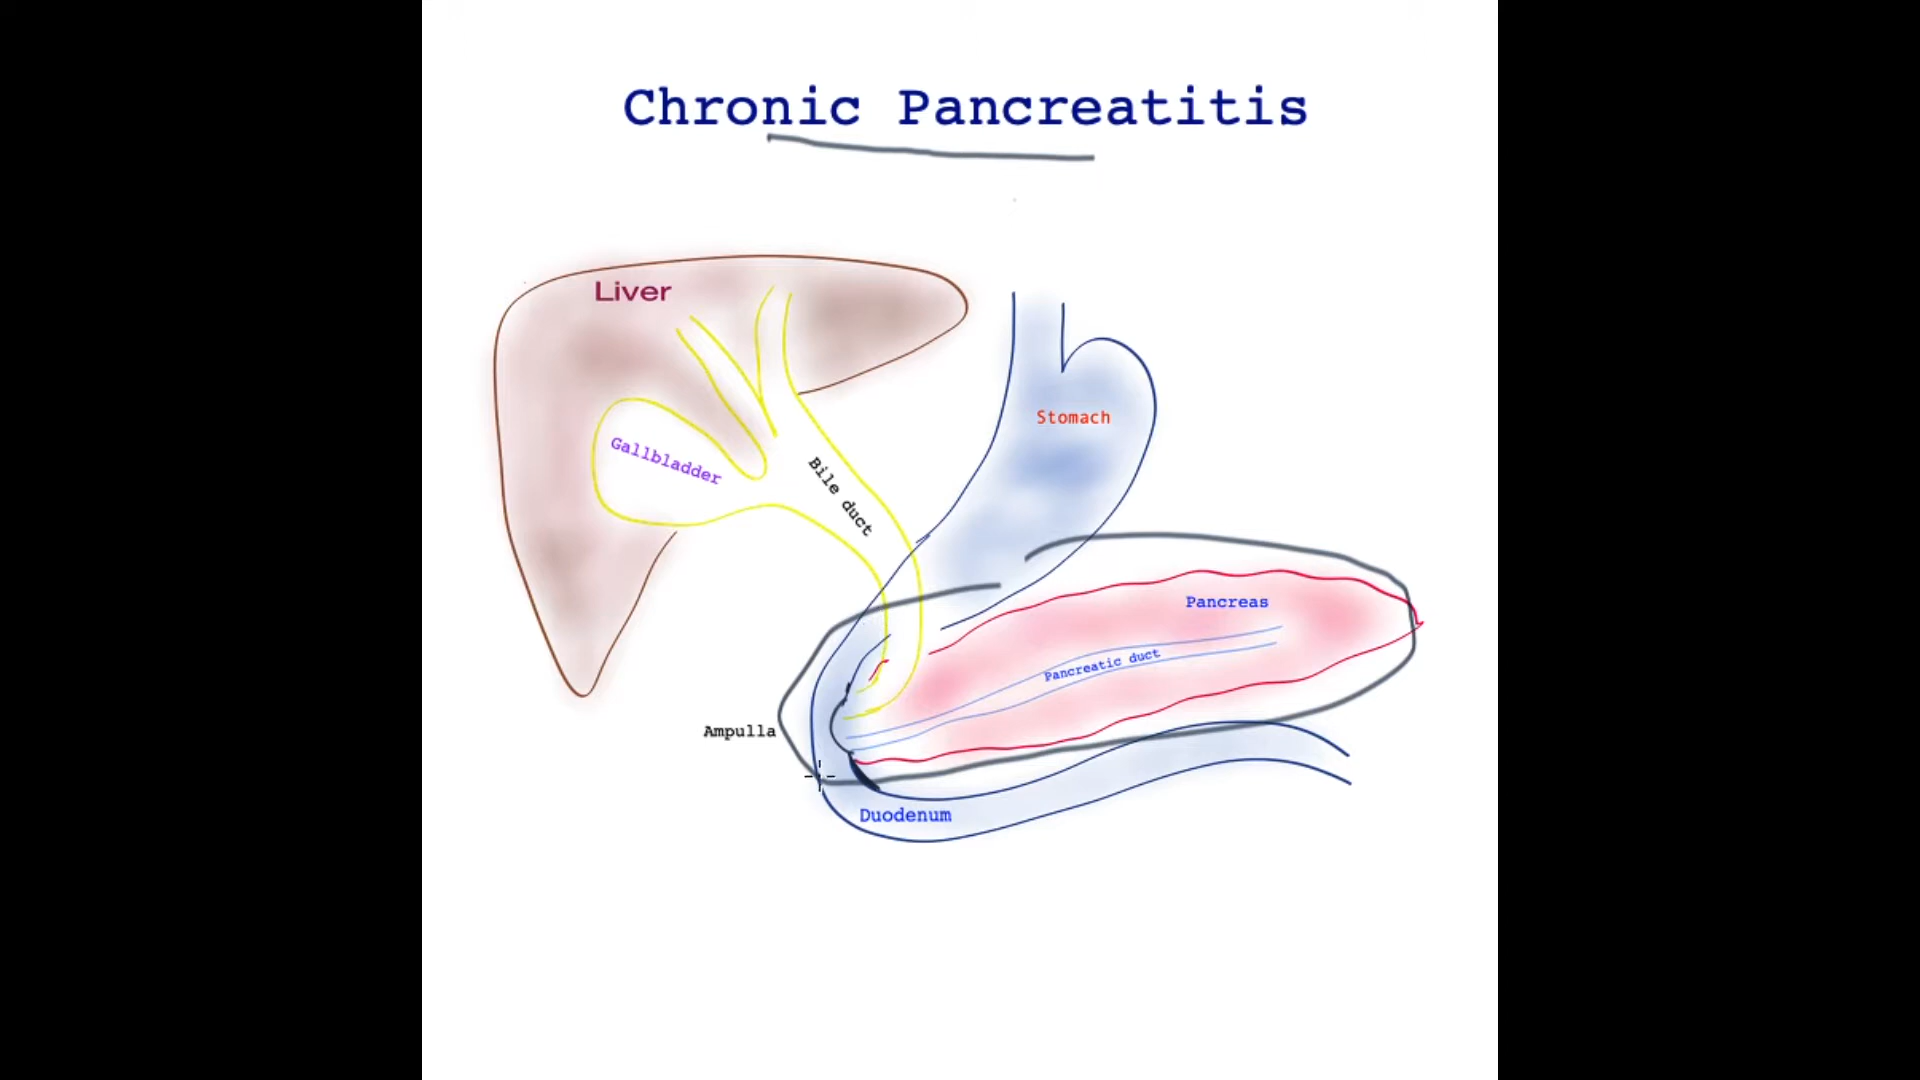 Chronic Pancreatitis
Liver
Stomach
Gallbladder
Bile duct
Pancreas
Pancreatic duct
Ampulla
Duodenum